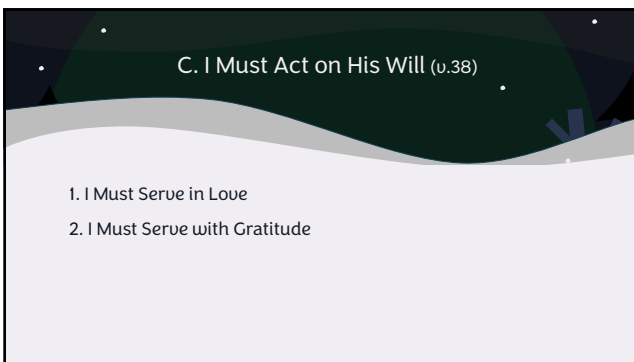 C. I Must Act on His Will (v.38)
1. I Must Serve in Love
2. I Must Serve with Gratitude